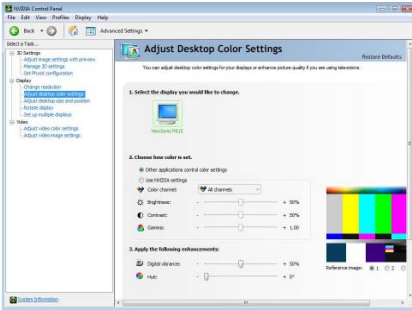 NVIDIA Control Panel
File Edit View Profiles Display Help
Back
Advanced Settings
Select a Task...
3D Settings
Adjust image settings with preview
Manage 3D settings
Set PhysX configuration
Display
Change resolution
Adjust desktop color settings
Adjust desktop size and position
Rotate display
Set up multiple displays
Video
Adjust video color settings
Adjust video image settings
System Information
Adjust Desktop Color Settings
Restore Defaults
You can adjust desktop color settings for your displays or enhance picture quality if you are using television.
1. Select the display you would like to change.
2. Choose how color is set.
Other applications control color settings
Use NVIDIA settings
Color channel: All channels
Brightness: - + 50%
Contrast: - + 50%
Gamma: - + 1.00
3. Apply the following enhancements:
Digital vibrance: - + 50%
Hue: - + 0°
Reference image: 1 2